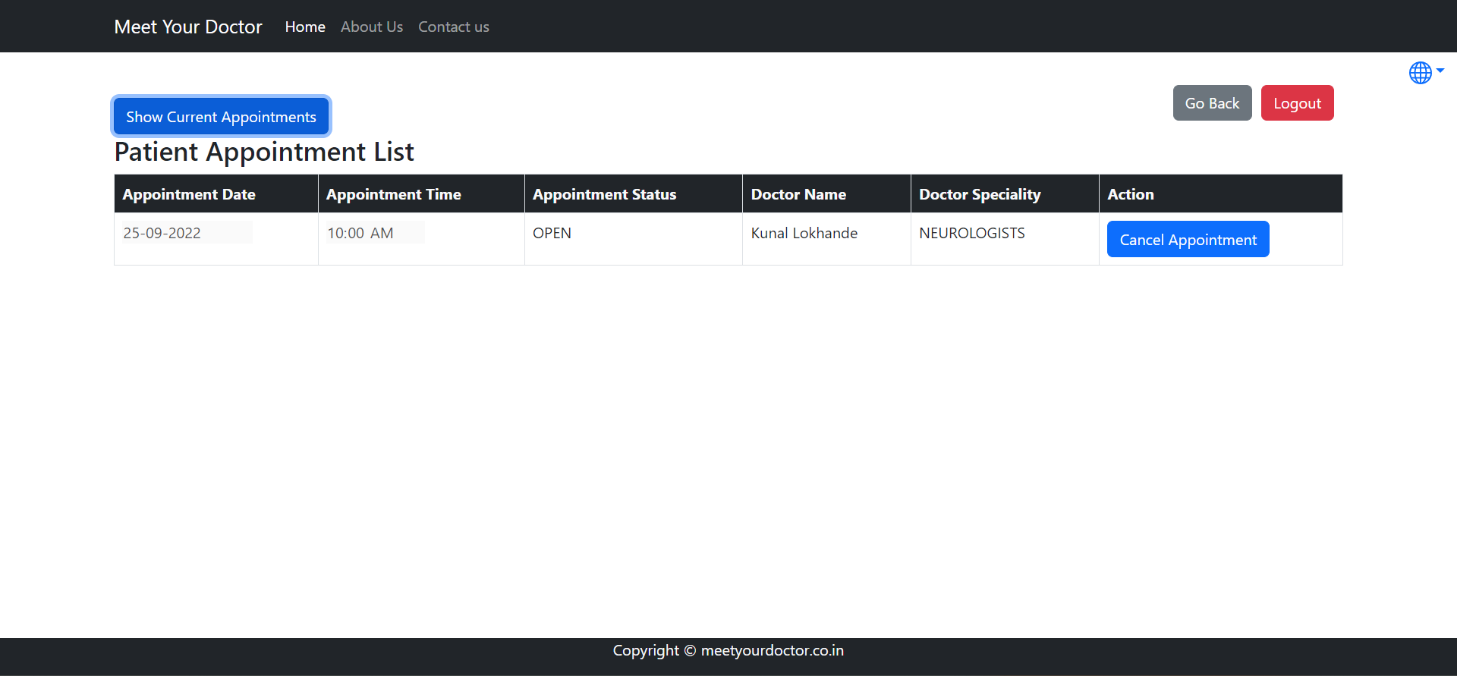 Meet Your Doctor Home About Us Contact us
Go Back Logout
Show Current Appointments
Patient Appointment List
Appointment Date Appointment Time Appointment Status Doctor Name Doctor Speciality Action
25-09-2022 10:00 AM OPEN Kunal Lokhande NEUROLOGISTS Cancel Appointment
Copyright © meetyourdoctor.co.in